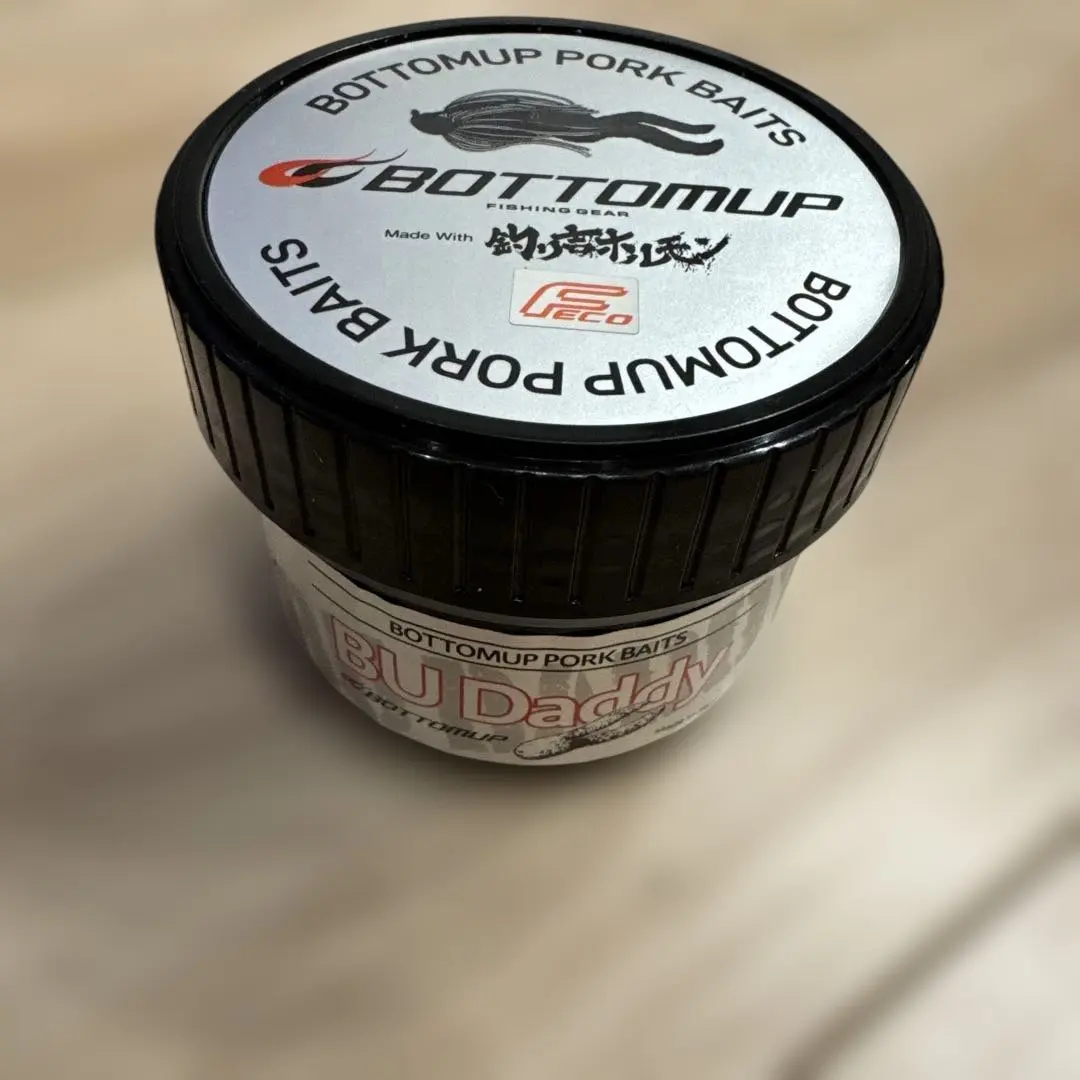 BOTTOMUP PORK BAITS
BOTTOMUP
FISHING GEAR
Made With 釣り吉ホルモン
FECO
BOTTOMUP PORK BAITS
BOTTOMUP PORK BAITS
BU Daddy
BOTTOMUP